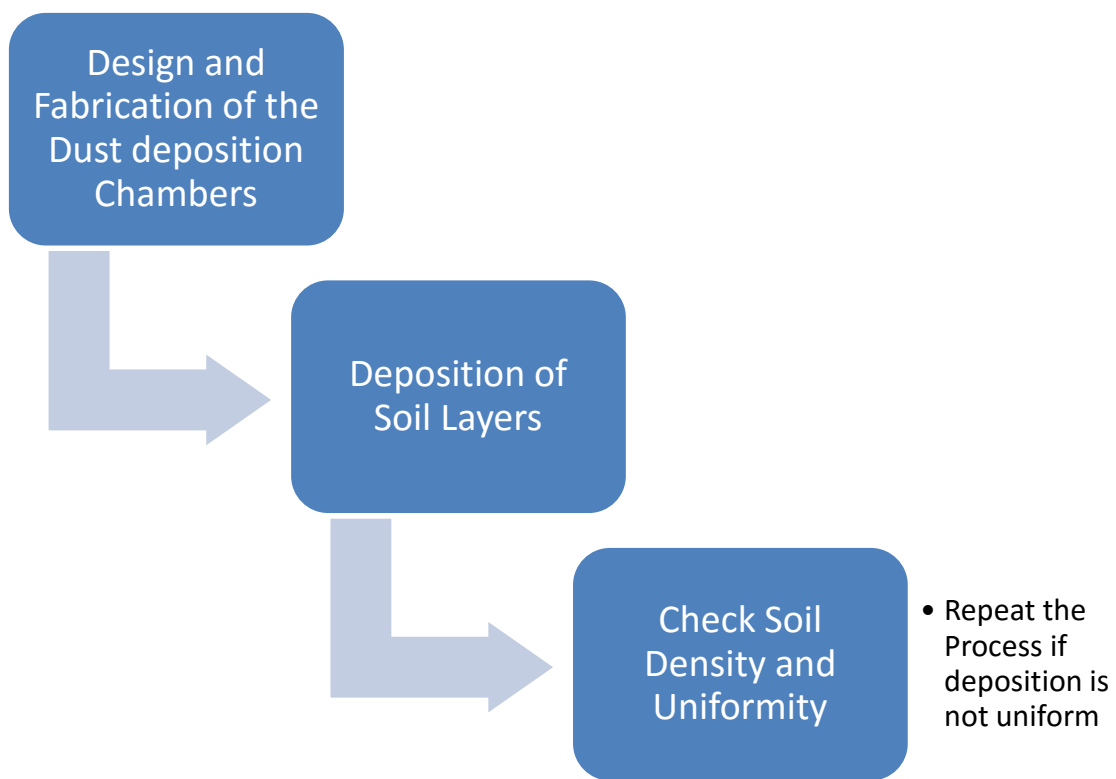 Design and
Fabrication of the
Dust deposition
Chambers
Deposition of
Soil Layers
Check Soil
Density and
Uniformity
• Repeat the
Process if
deposition is
not uniform